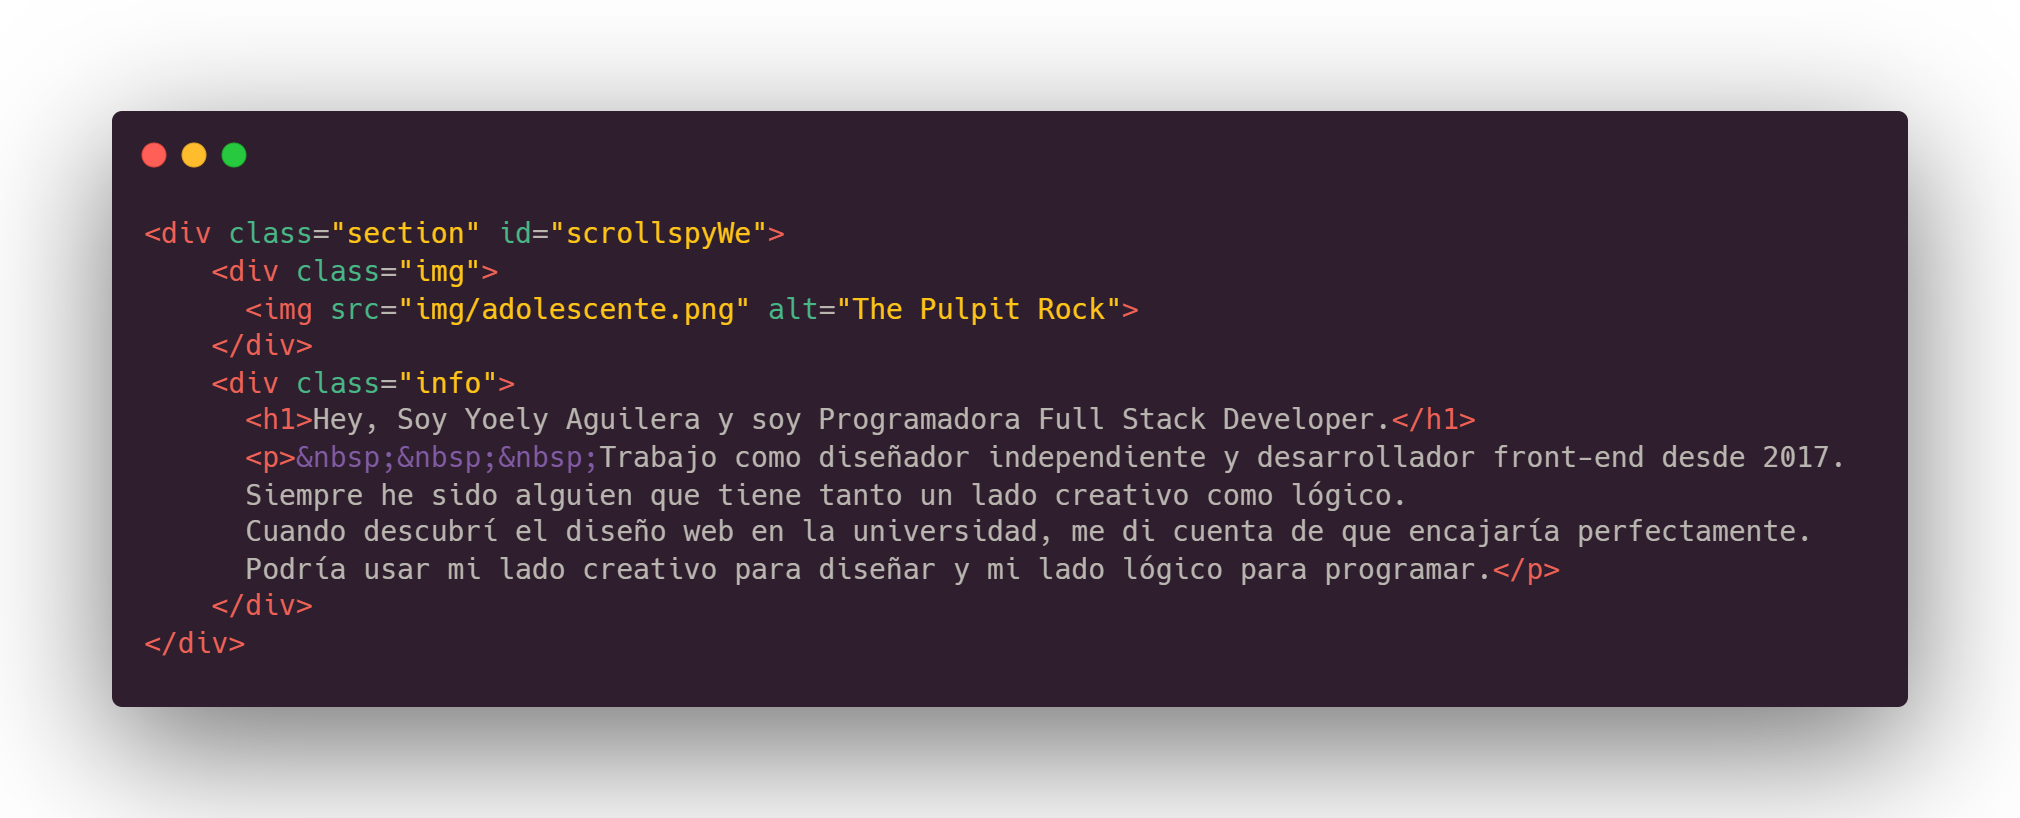 <div class="section" id="scrollspyWe">
    <div class="img">
      <img src="img/adolescente.png" alt="The Pulpit Rock">
    </div>
    <div class="info">
      <h1>Hey, Soy Yoely Aguilera y soy Programadora Full Stack Developer.</h1>
      <p>&nbsp;&nbsp;&nbsp;Trabajo como diseñador independiente y desarrollador front-end desde 2017.
      Siempre he sido alguien que tiene tanto un lado creativo como lógico.
      Cuando descubrí el diseño web en la universidad, me di cuenta de que encajaría perfectamente.
      Podría usar mi lado creativo para diseñar y mi lado lógico para programar.</p>
    </div>
</div>